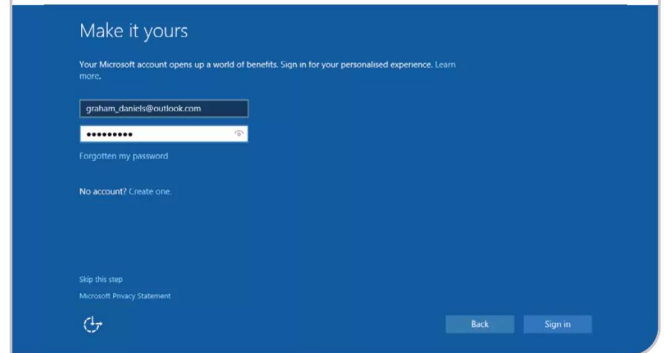 Make it yours
Your Microsoft account opens up a world of benefits. Sign in for your personalised experience. Learn
more.
graham_daniels@outlook.com
•••••••••
Forgotten my password
No account? Create one.
Skip this step
Microsoft Privacy Statement
Back
Sign in